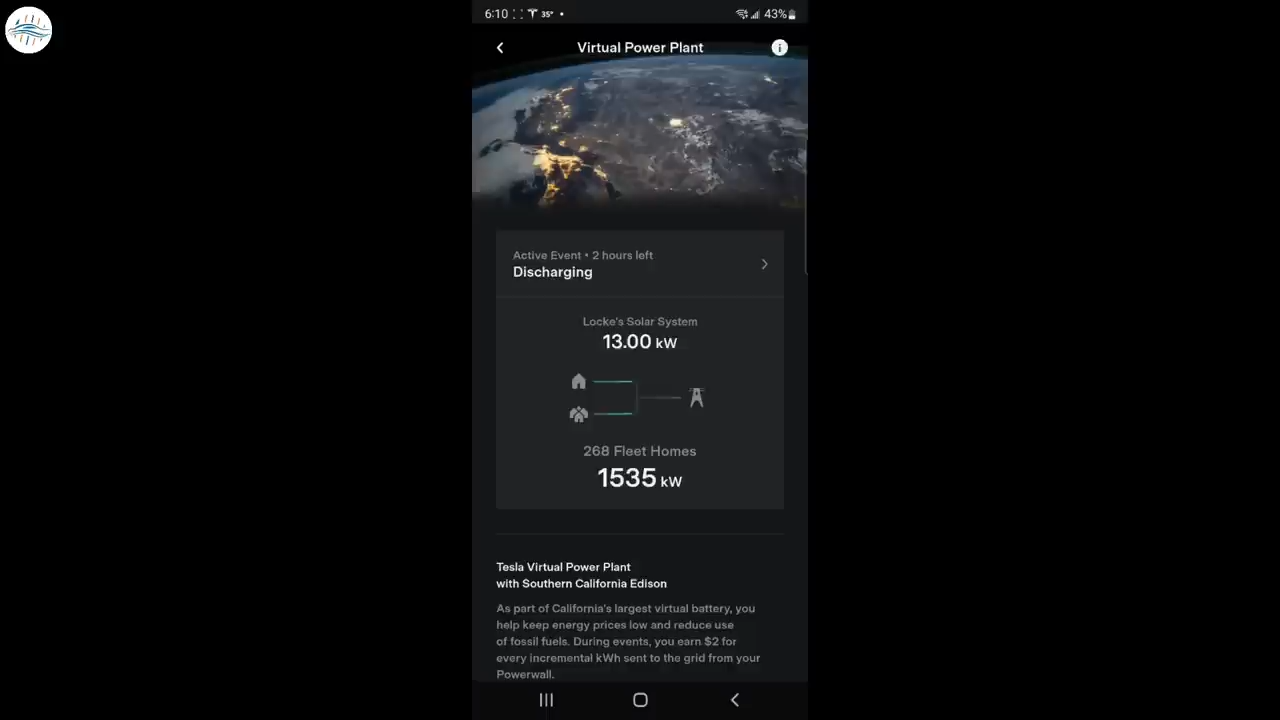 6:10 35° • 43%
Virtual Power Plant
Active Event • 2 hours left
Discharging
Locke's Solar System
13.00 kW
268 Fleet Homes
1535 kW
Tesla Virtual Power Plant
with Southern California Edison
As part of California's largest virtual battery, you
help keep energy prices low and reduce use
of fossil fuels. During events, you earn $2 for
every incremental kWh sent to the grid from your
Powerwall.